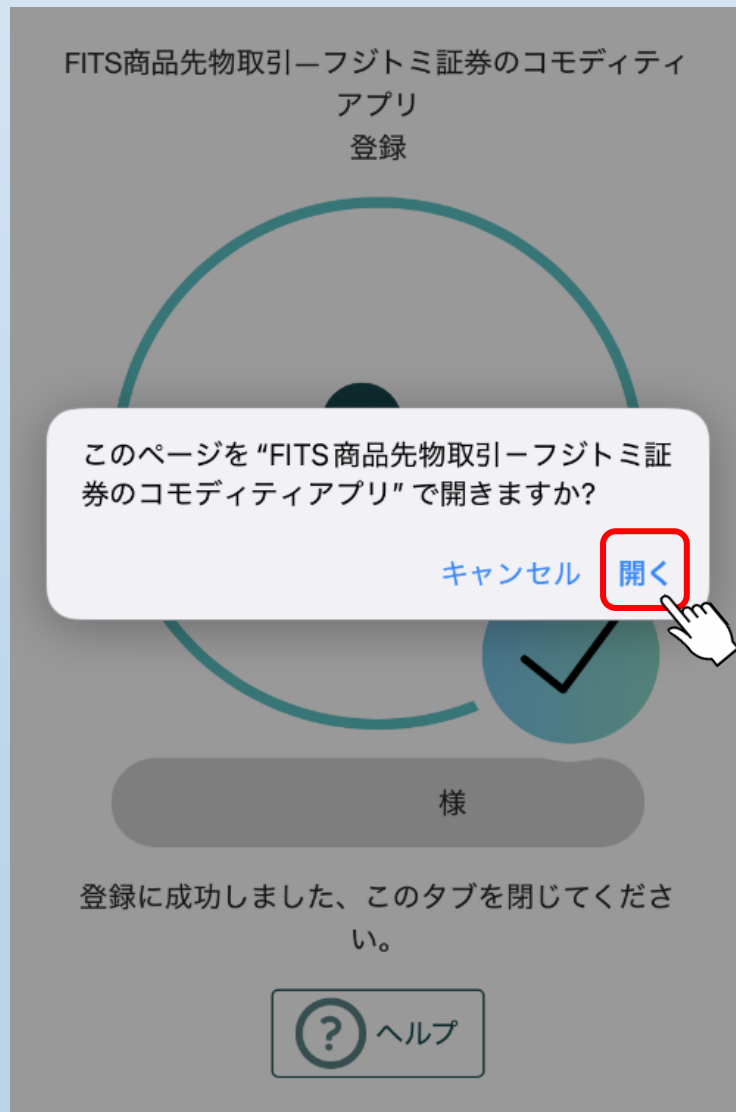 FITS商品先物取引—フジトミ証券のコモディティ
アプリ
登録
このページを “FITS商品先物取引ーフジトミ証
券のコモディティアプリ” で開きますか?
キャンセル 開く
様
登録に成功しました、このタブを閉じてくださ
い。
? ヘルプ